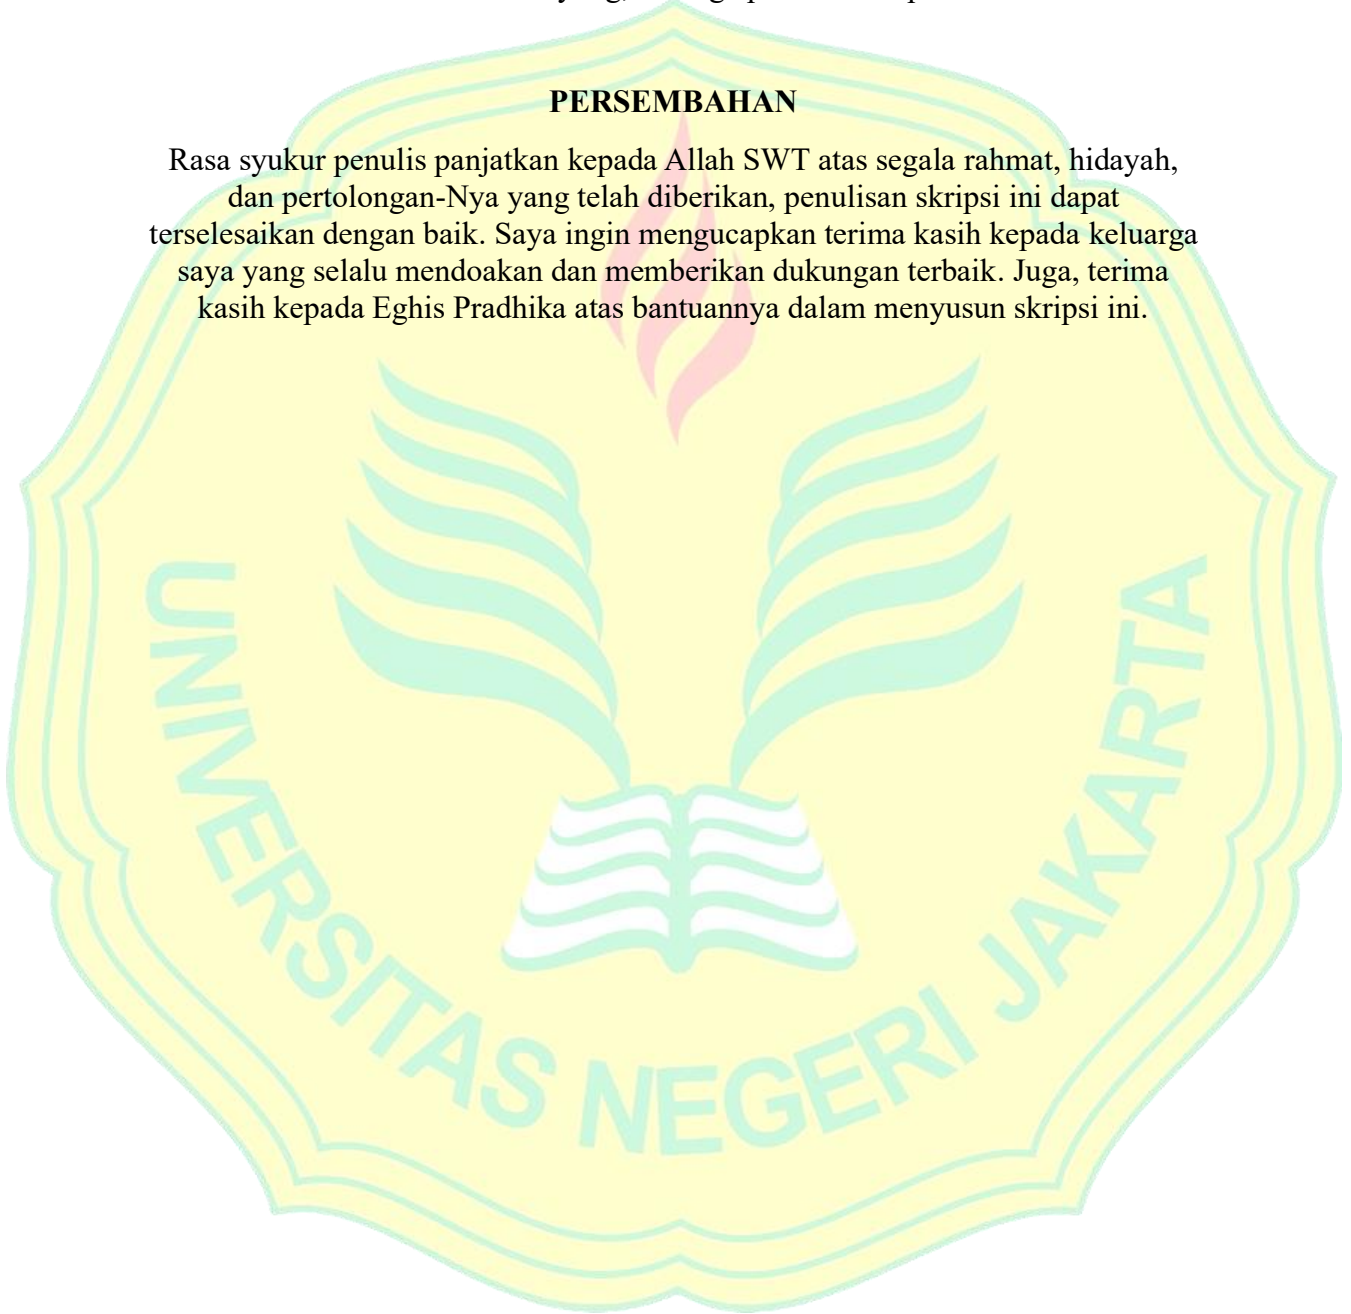 PERSEMBAHAN
Rasa syukur penulis panjatkan kepada Allah SWT atas segala rahmat, hidayah,
dan pertolongan-Nya yang telah diberikan, penulisan skripsi ini dapat
terselesaikan dengan baik. Saya ingin mengucapkan terima kasih kepada keluarga
saya yang selalu mendoakan dan memberikan dukungan terbaik. Juga, terima
kasih kepada Eghis Pradhika atas bantuannya dalam menyusun skripsi ini.
UNIVERSITAS NEGERI JAKARTA